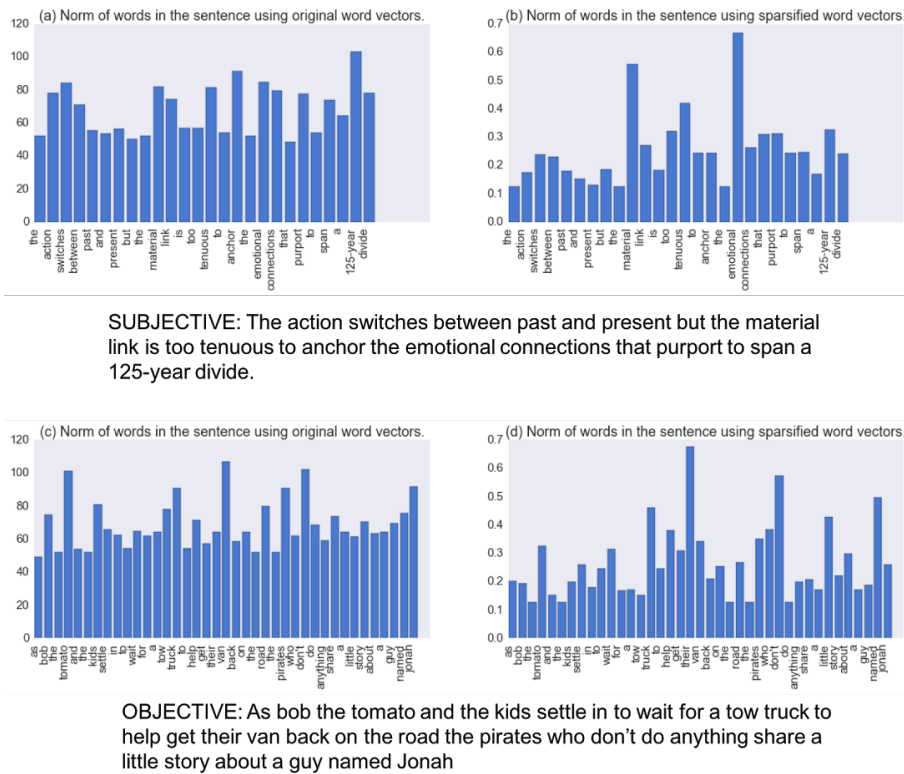 (a) Norm of words in the sentence using original word vectors.
120
100
80
60
40
20
0
the
action
switches
between
past
and
present
but
the
material
link
is
too
tenuous
to
anchor
the
emotional
connections
that
purport
to
span
a
125-year
divide
(b) Norm of words in the sentence using sparsified word vectors.
0.7
0.6
0.5
0.4
0.3
0.2
0.1
0.0
the
action
switches
between
past
and
present
but
the
material
link
is
too
tenuous
to
anchor
the
emotional
connections
that
purport
to
span
a
125-year
divide
SUBJECTIVE: The action switches between past and present but the material
link is too tenuous to anchor the emotional connections that purport to span a
125-year divide.
(c) Norm of words in the sentence using original word vectors.
120
100
80
60
40
20
0
as
bob
the
tomato
and
the
kids
settle
in
to
wait
for
a
tow
truck
to
help
get
their
van
back
on
the
road
the
pirates
who
don't
do
anything
share
a
little
story
about
a
guy
named
jonah
(d) Norm of words in the sentence using sparsified word vectors.
0.7
0.6
0.5
0.4
0.3
0.2
0.1
0.0
as
bob
the
tomato
and
the
kids
settle
in
to
wait
for
a
tow
truck
to
help
get
their
van
back
on
the
road
the
pirates
who
don't
do
anything
share
a
little
story
about
a
guy
named
jonah
OBJECTIVE: As bob the tomato and the kids settle in to wait for a tow truck to
help get their van back on the road the pirates who don’t do anything share a
little story about a guy named Jonah